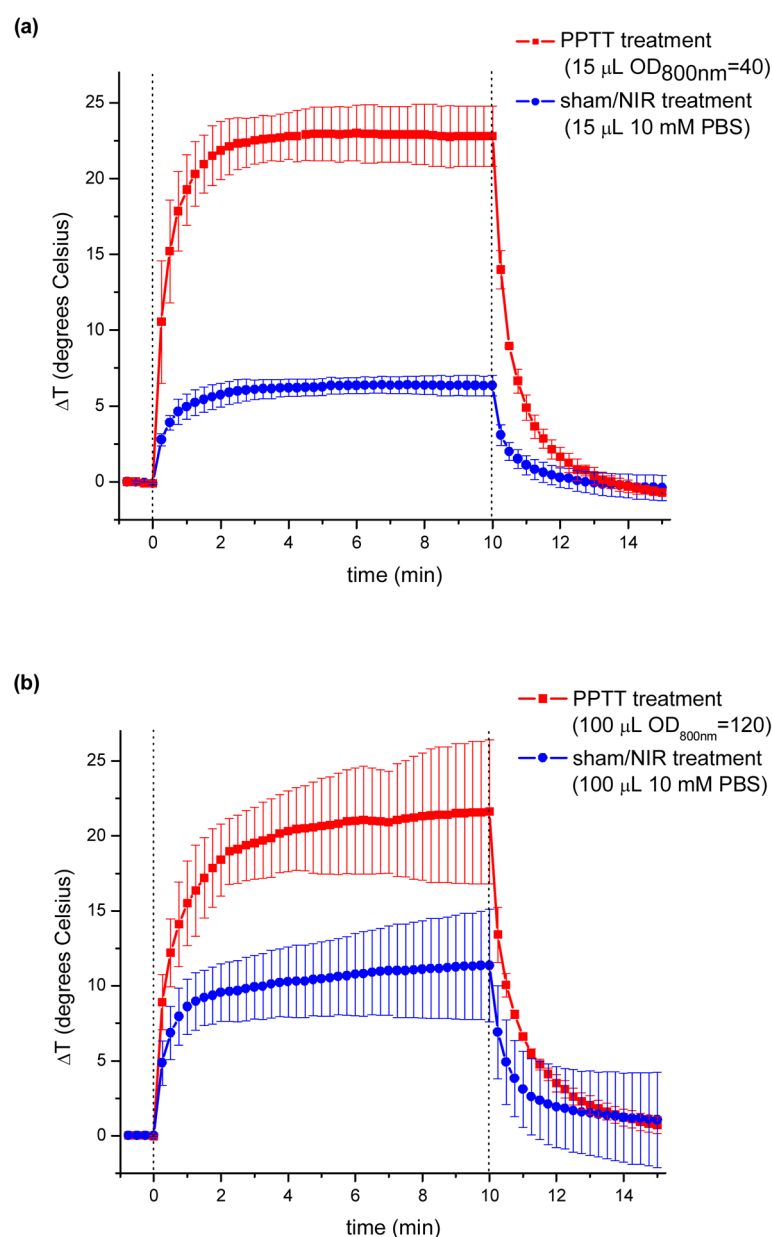 (a)
PPTT treatment
(15 μL OD800nm=40)
sham/NIR treatment
(15 μL 10 mM PBS)
25
20
15
10
5
0
ΔT (degrees Celsius)
0 2 4 6 8 10 12 14
time (min)
(b)
PPTT treatment
(100 μL OD800nm=120)
sham/NIR treatment
(100 μL 10 mM PBS)
25
20
15
10
5
0
ΔT (degrees Celsius)
0 2 4 6 8 10 12 14
time (min)